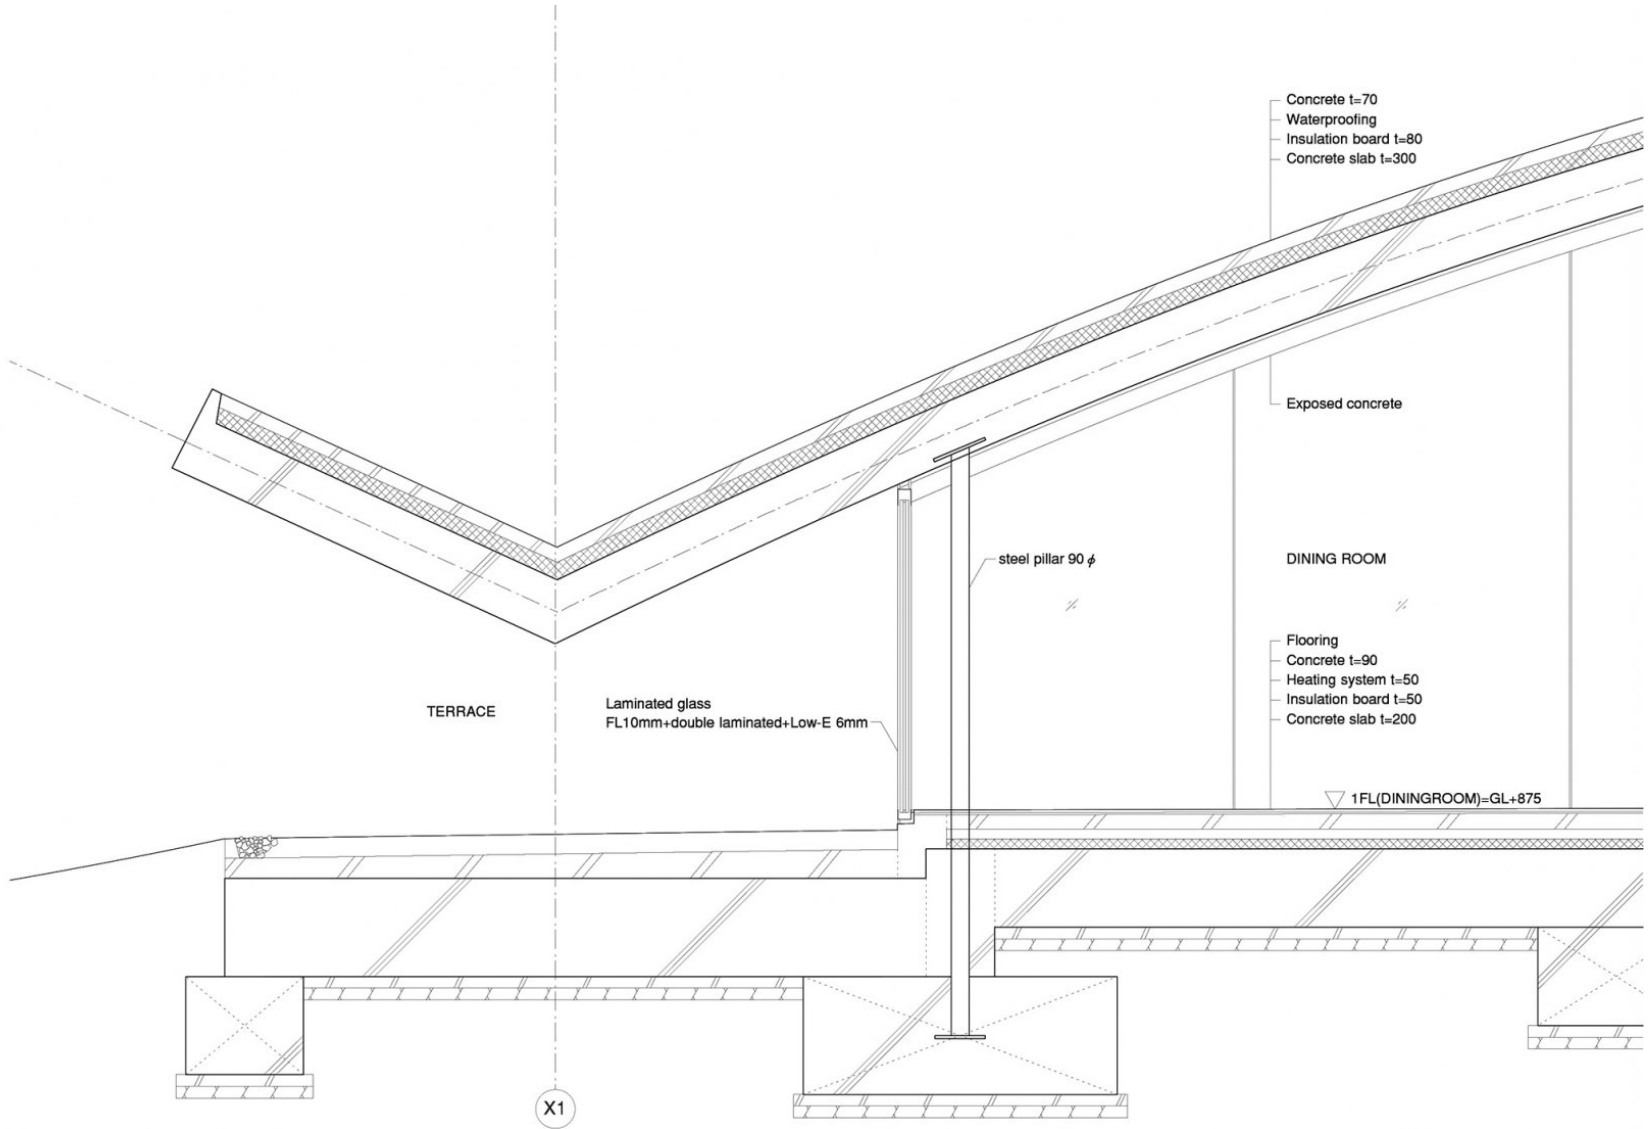 Concrete t=70
Waterproofing
Insulation board t=80
Concrete slab t=300
Exposed concrete
steel pillar 90 ϕ
DINING ROOM
Flooring
Concrete t=90
Heating system t=50
Insulation board t=50
Concrete slab t=200
TERRACE
Laminated glass
FL10mm+double laminated+Low-E 6mm
1FL(DININGROOM)=GL+875
X1